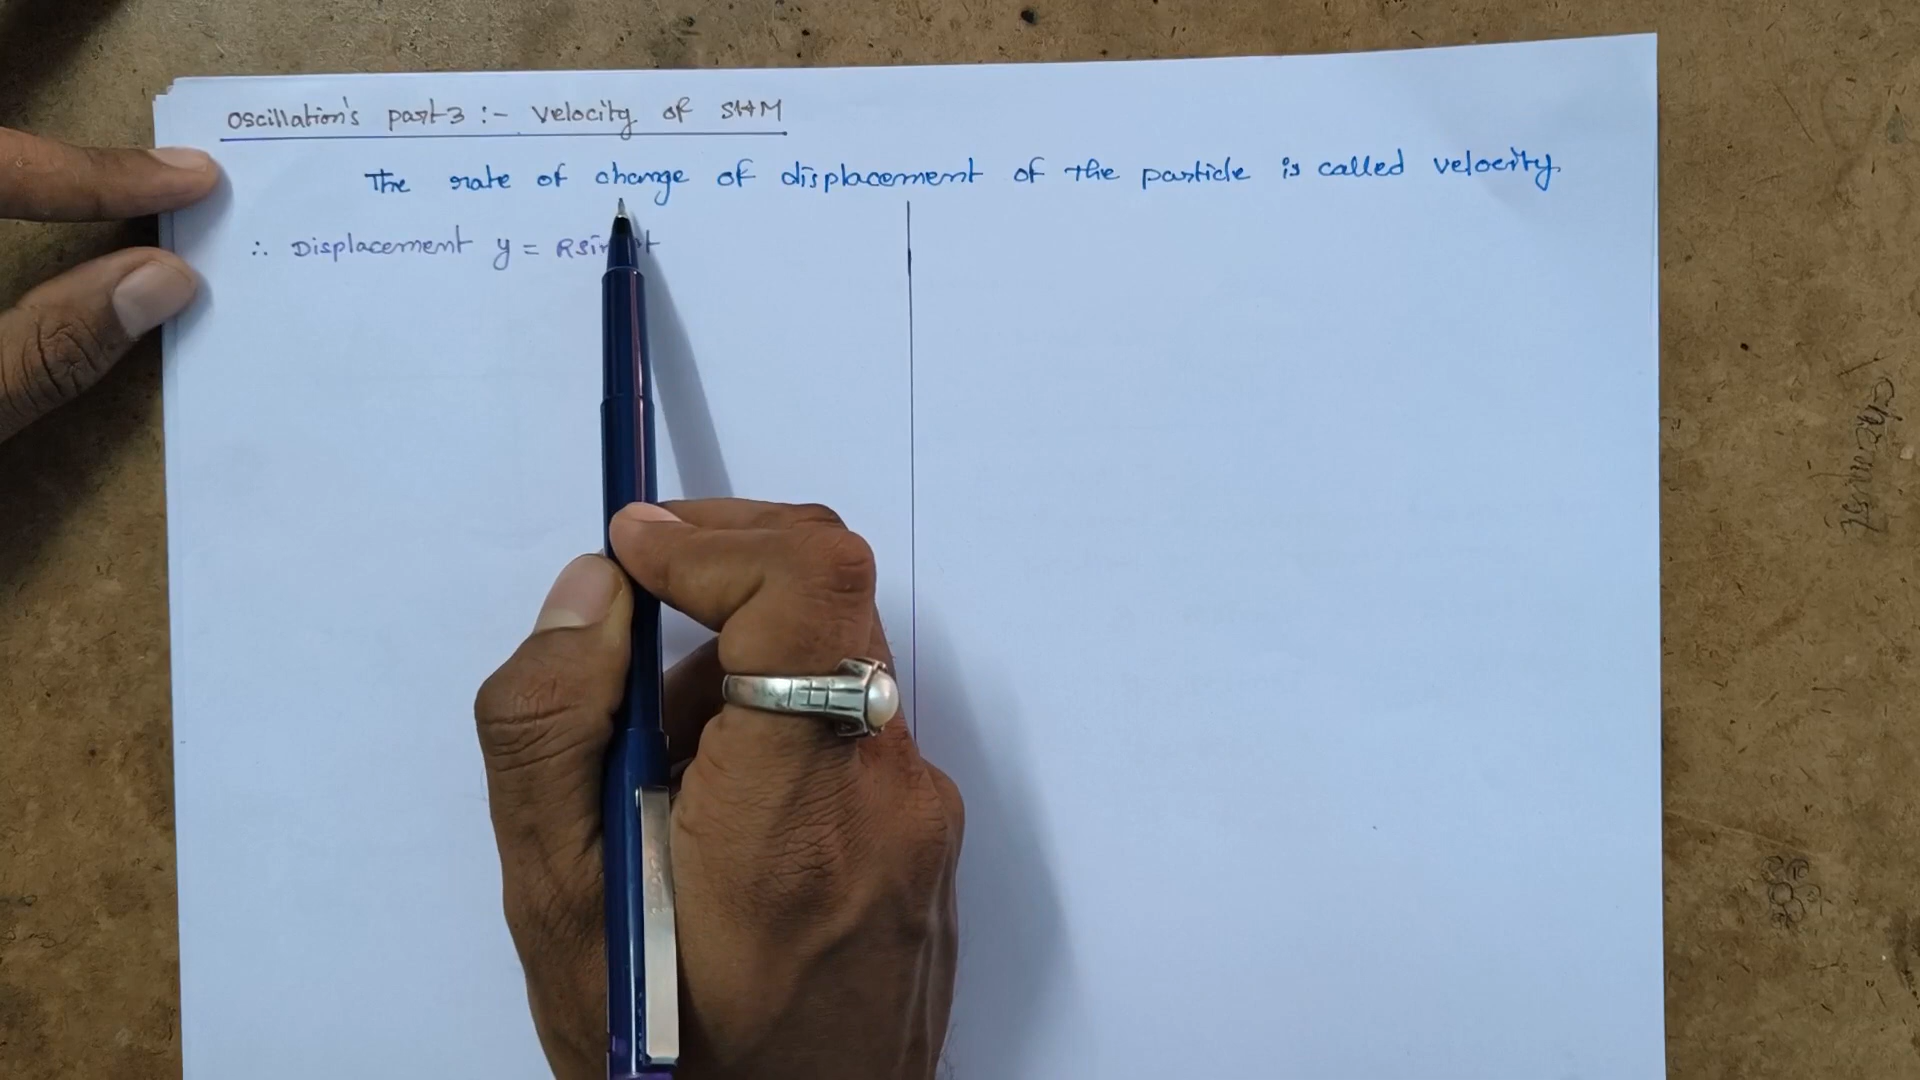 Oscillation's part 3 :- Velocity of SHM
The rate of change of displacement of the particle is called velocity.
∴ Displacement y =
chemist